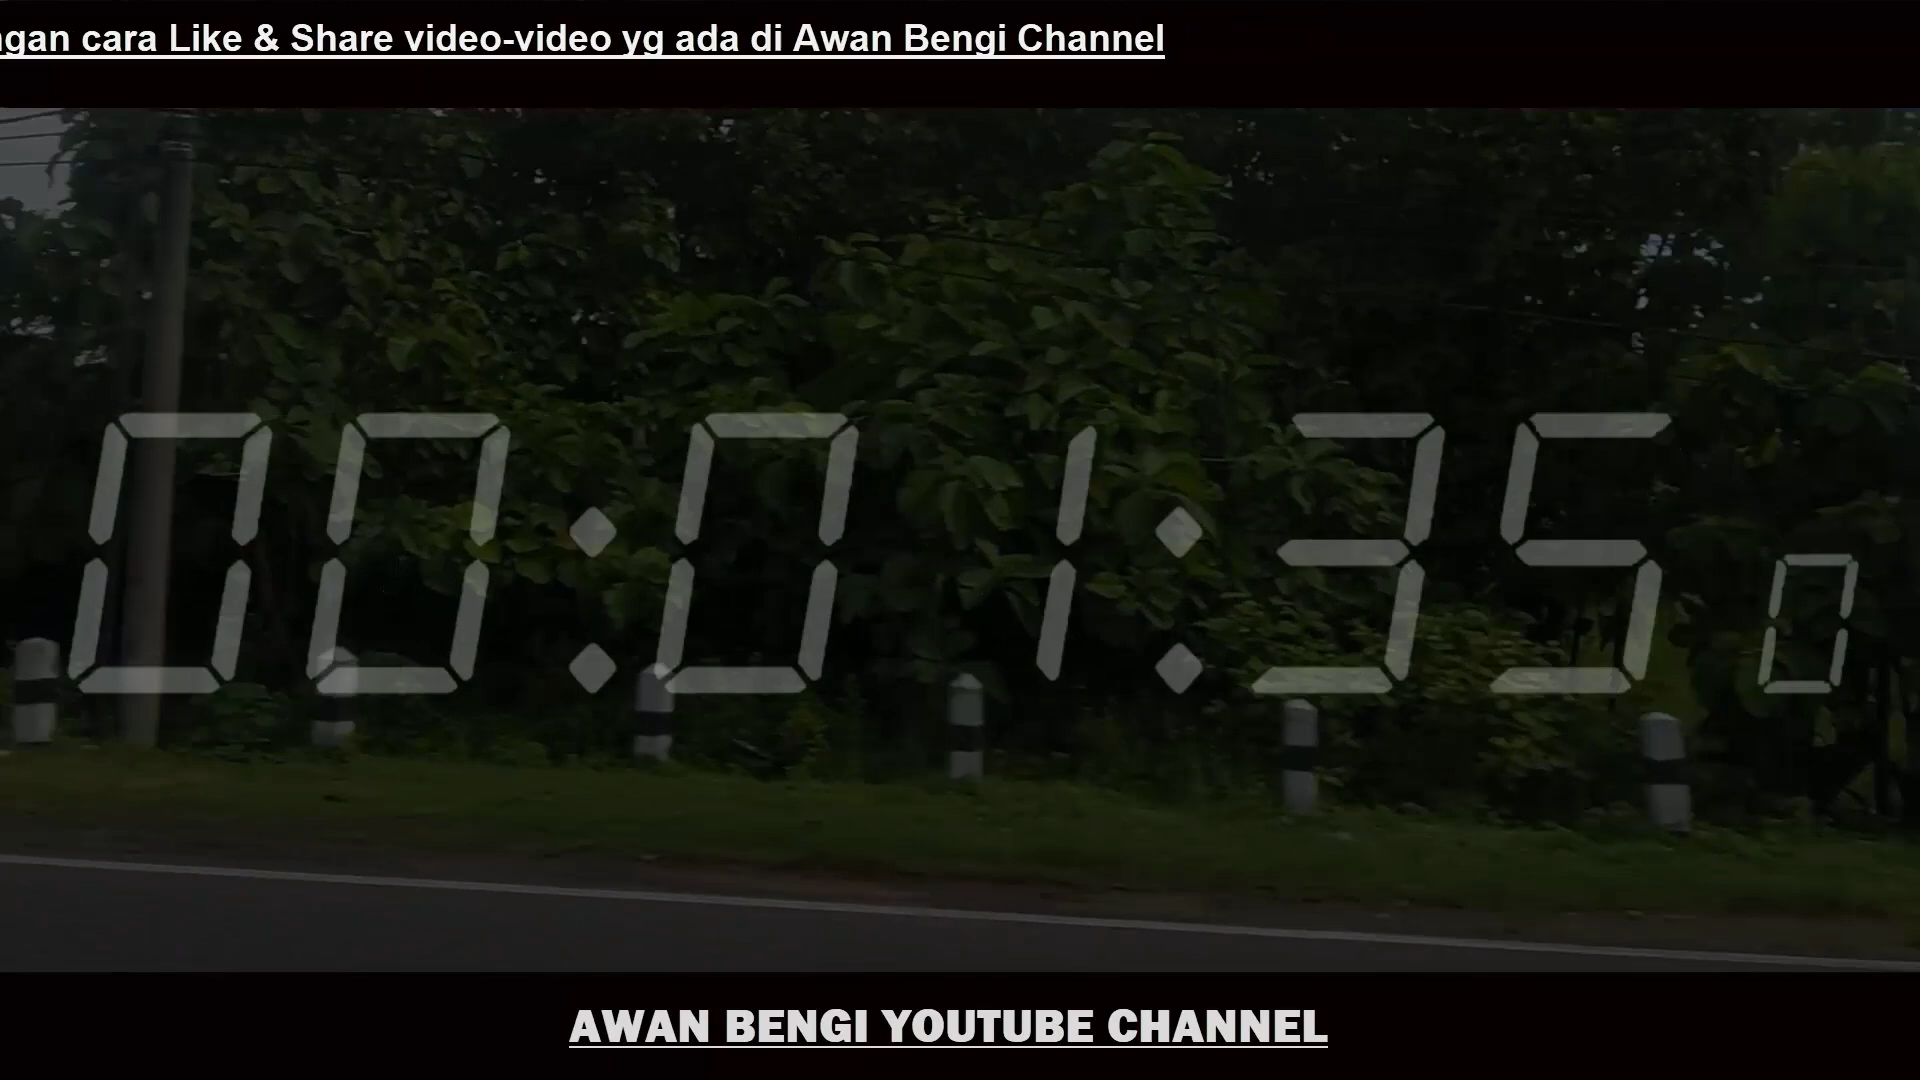 ngan cara Like & Share video-video yg ada di Awan Bengi Channel
00:01:35 0
AWAN BENGI YOUTUBE CHANNEL